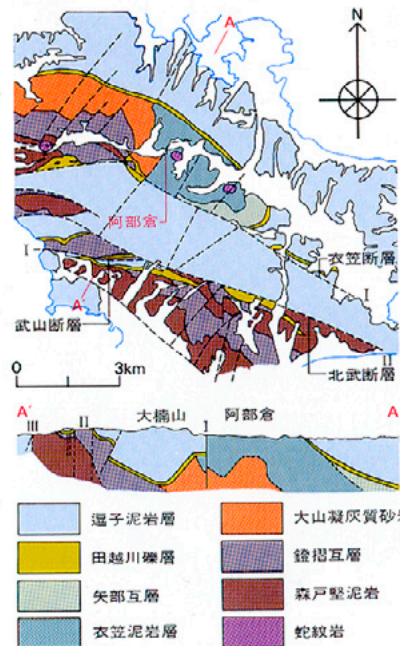 N
A
阿部倉
I
衣笠断層
A'
I
武山断層
II
北武断層
0 3km
A' 大楠山 阿部倉 A
III II I
逗子泥岩層
大山凝灰質砂岩
田越川礫層
鐙摺互層
矢部互層
森戸堅泥岩
衣笠泥岩層
蛇紋岩